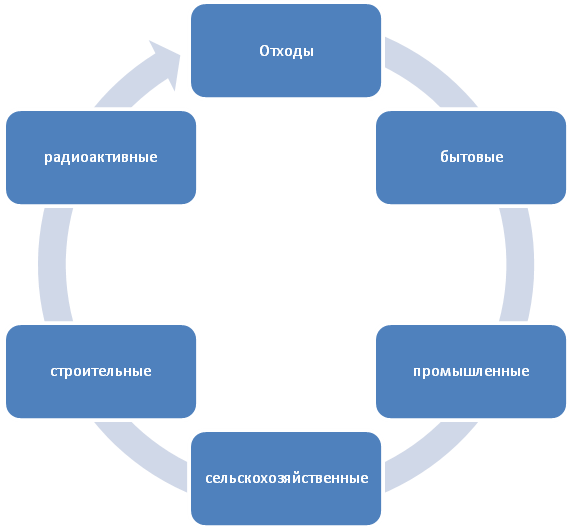 Отходы
бытовые
промышленные
сельскохозяйственные
строительные
радиоактивные